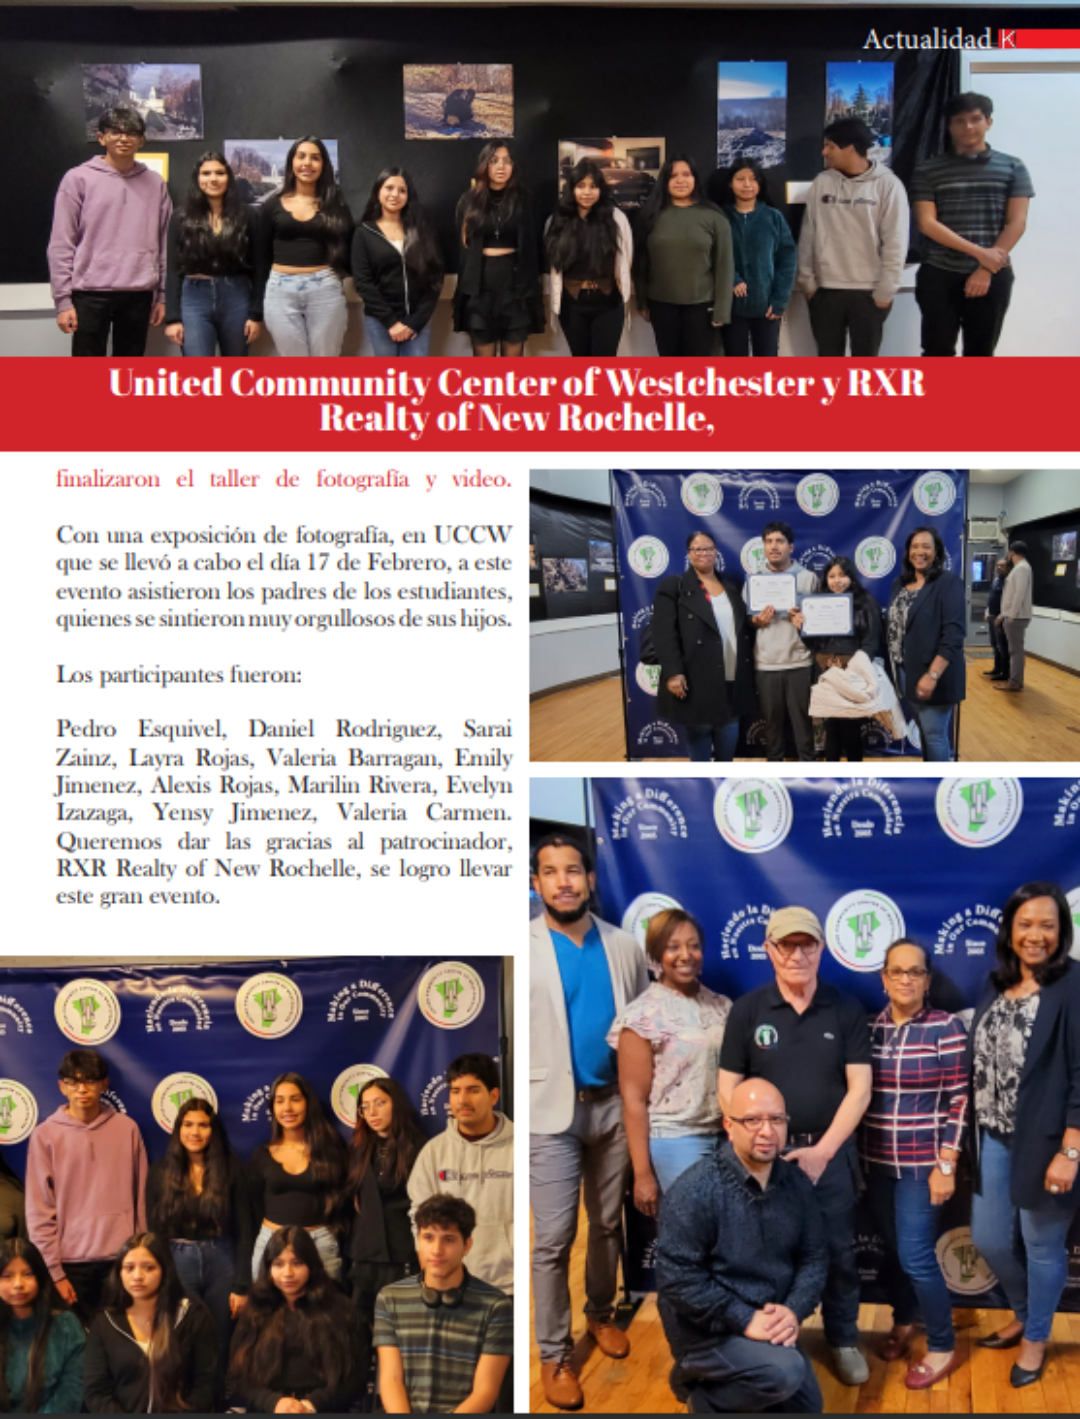 Actualidad K
United Community Center of Westchester y RXR
Realty of New Rochelle,
finalizaron el taller de fotografía y video.
Con una exposición de fotografía, en UCCW
que se llevó a cabo el día 17 de Febrero, a este
evento asistieron los padres de los estudiantes,
quienes se sintieron muy orgullosos de sus hijos.
Los participantes fueron:
Pedro Esquivel, Daniel Rodriguez, Sarai
Zainz, Layra Rojas, Valeria Barragan, Emily
Jimenez, Alexis Rojas, Marilin Rivera, Evelyn
Izazaga, Yensy Jimenez, Valeria Carmen.
Queremos dar las gracias al patrocinador,
RXR Realty of New Rochelle, se logro llevar
este gran evento.
Making a Difference
in Our Community
Since
2005
Haciendo la Diferencia
en Nuestra Comunidad
Desde
2005